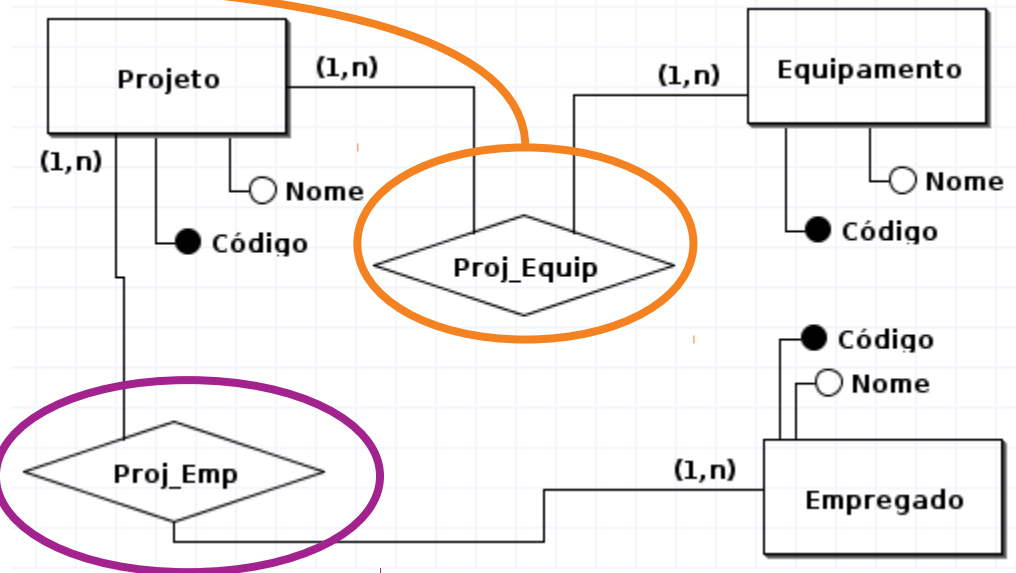 Projeto
(1,n)
(1,n)
Equipamento
(1,n)
Nome
Código
Nome
Código
Proj_Equip
Código
Nome
Proj_Emp
(1,n)
Empregado